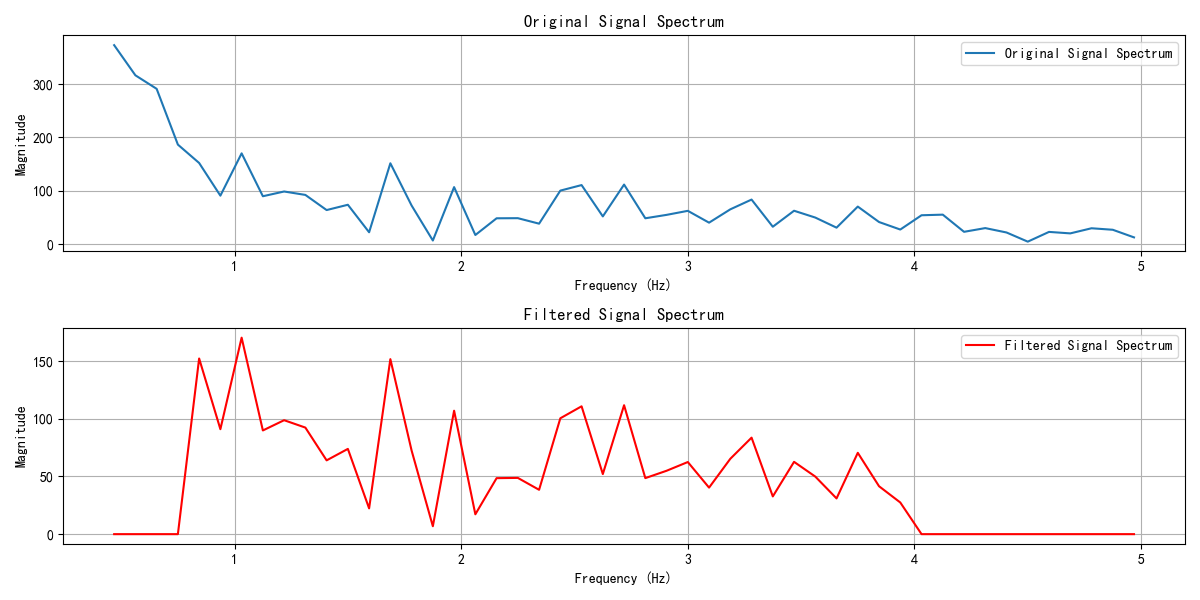 Original Signal Spectrum
Original Signal Spectrum
300
200
100
0
Magnitude
1 2 3 4 5
Frequency (Hz)
Filtered Signal Spectrum
Filtered Signal Spectrum
150
100
50
0
Magnitude
1 2 3 4 5
Frequency (Hz)